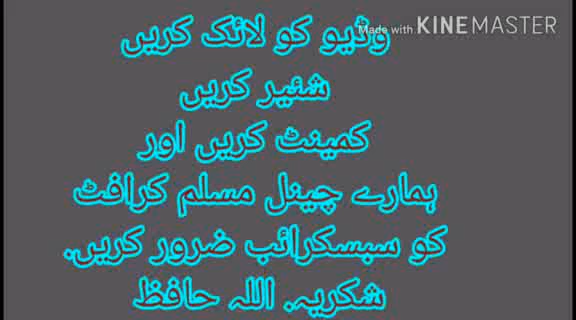 Made with KINEMASTER
وڈیو کو لائک کریں
شئیر کریں
کمینٹ کریں اور
ہمارے چینل مسلم کرافٹ
کو سبسکرائب ضرور کریں.
شکریہ. اللہ حافظ